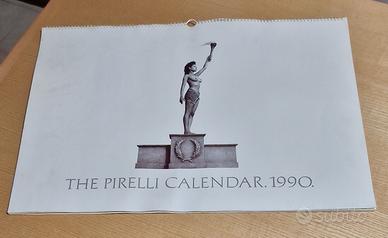 THE PIRELLI CALENDAR. 1990.
subito